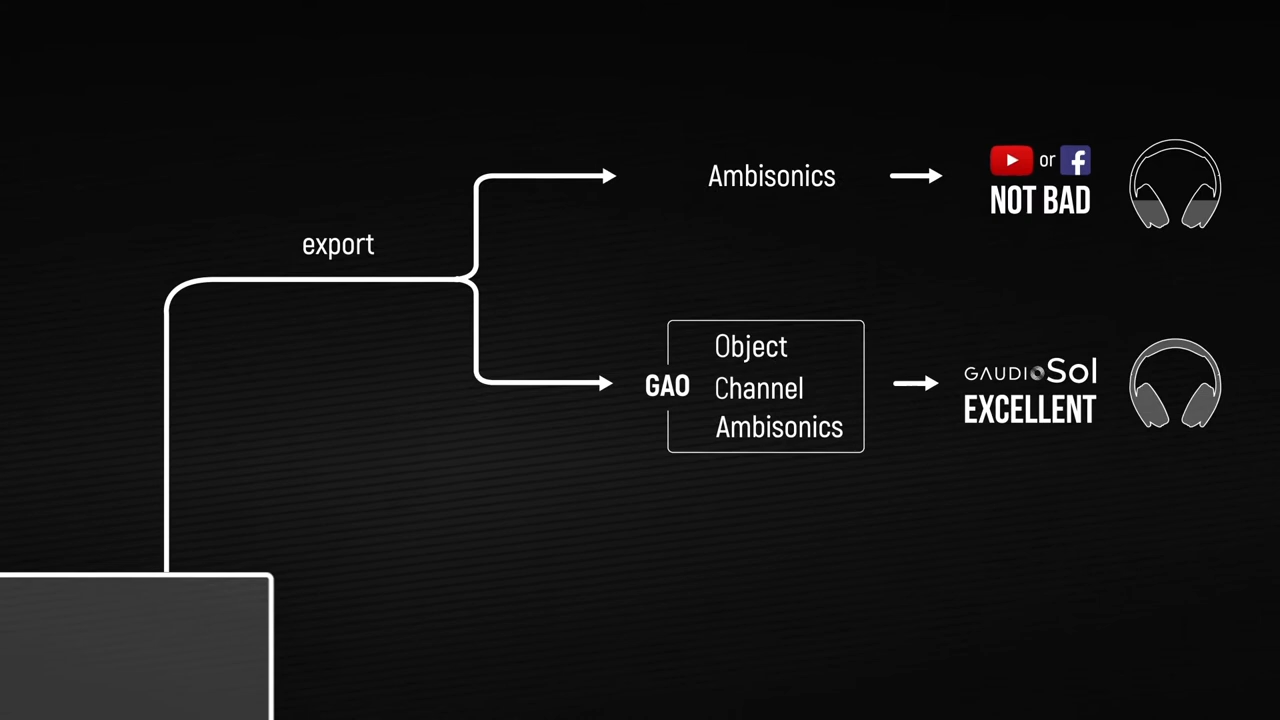 export
Ambisonics
or f
NOT BAD
GAO
Object
Channel
Ambisonics
GAUDIO Sol
EXCELLENT